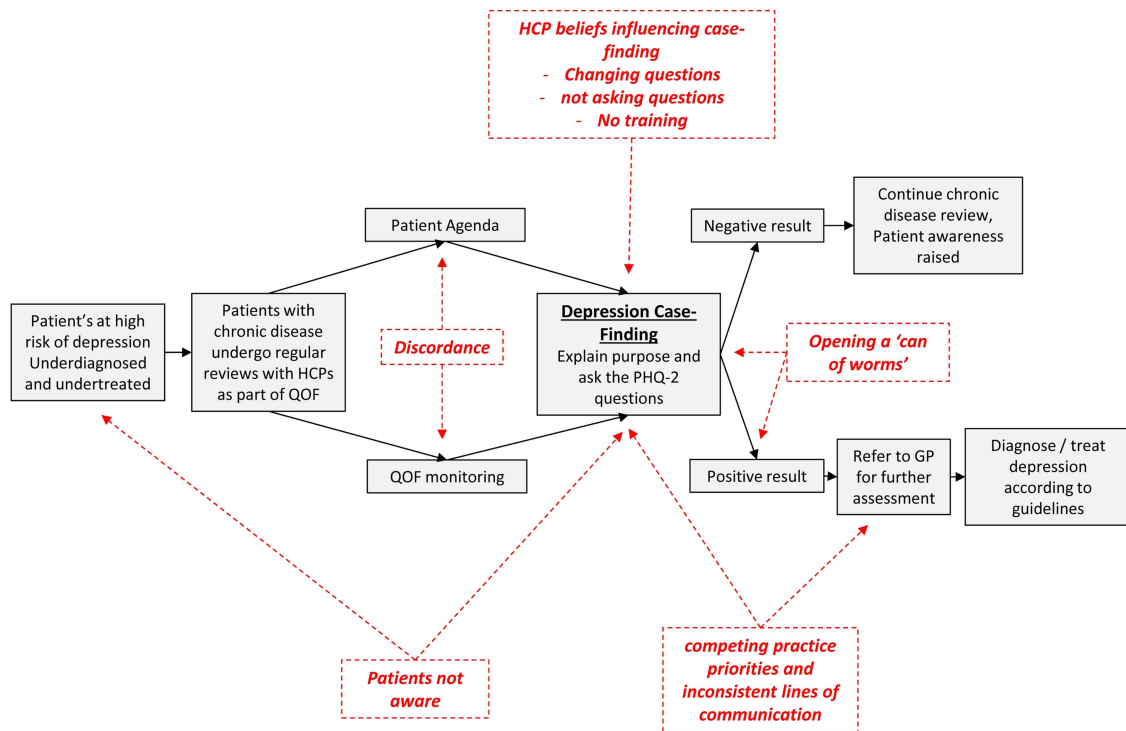 HCP beliefs influencing case-
finding
- Changing questions
- not asking questions
- No training
Patient Agenda
Negative result
Continue chronic
disease review,
Patient awareness
raised
Patient's at high
risk of depression
Underdiagnosed
and undertreated
Patients with
chronic disease
undergo regular
reviews with HCPs
as part of QOF
Discordance
Depression Case-
Finding
Explain purpose and
ask the PHQ-2
questions
Opening a ‘can
of worms’
QOF monitoring
Positive result
Refer to GP
for further
assessment
Diagnose / treat
depression
according to
guidelines
Patients not
aware
competing practice
priorities and
inconsistent lines of
communication